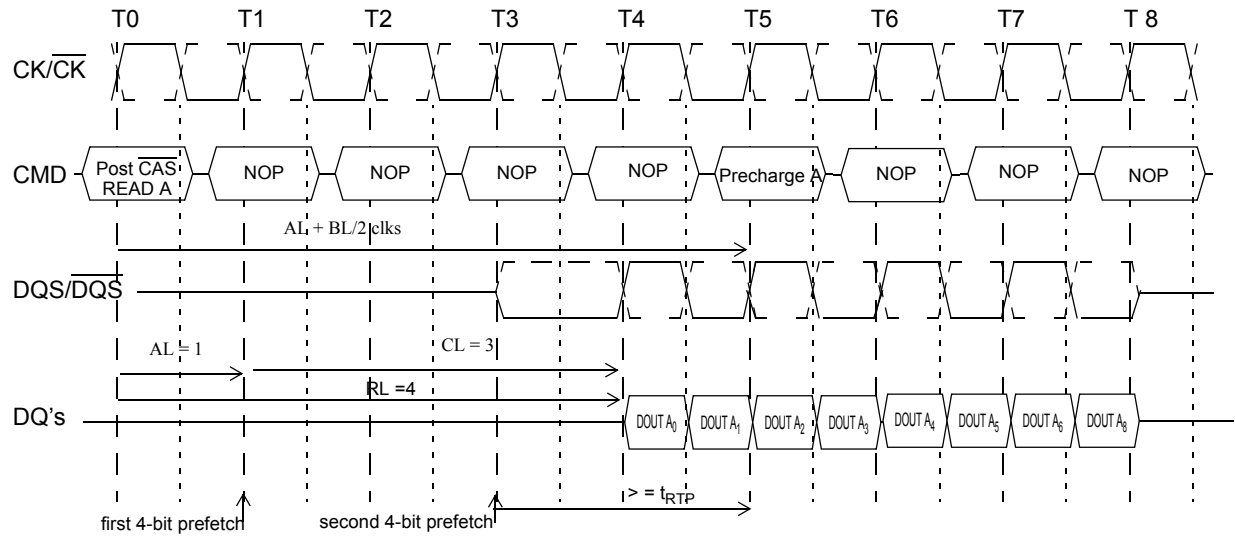 T0 T1 T2 T3 T4 T5 T6 T7 T 8
CK/CK
CMD Post CAS READ A NOP NOP NOP NOP Precharge A NOP NOP NOP
AL + BL/2 clks
DQS/DQS
AL = 1 CL = 3
RL =4
DQ's DOUT A0 DOUT A1 DOUT A2 DOUT A3 DOUT A4 DOUT A5 DOUT A6 DOUT A8
> = tRTP
first 4-bit prefetch second 4-bit prefetch